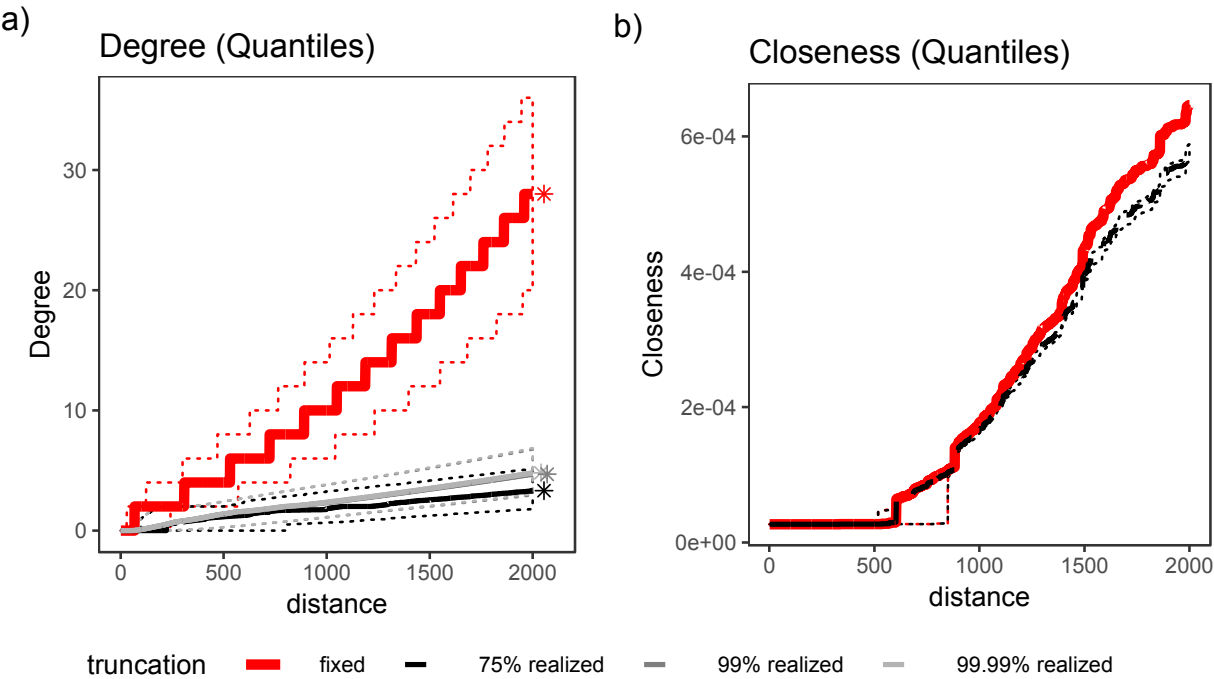 a)
Degree (Quantiles)
30
20
10
0
Degree
0 500 1000 1500 2000
distance
b)
Closeness (Quantiles)
6e-04
4e-04
2e-04
0e+00
Closeness
0 500 1000 1500 2000
distance
truncation fixed 75% realized 99% realized 99.99% realized